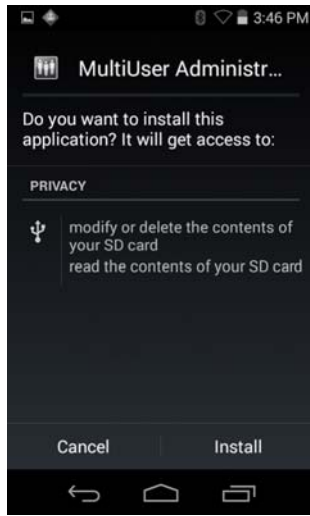 3:46 PM
MultiUser Administr...
Do you want to install this
application? It will get access to:
PRIVACY
modify or delete the contents of
your SD card
read the contents of your SD card
Cancel
Install